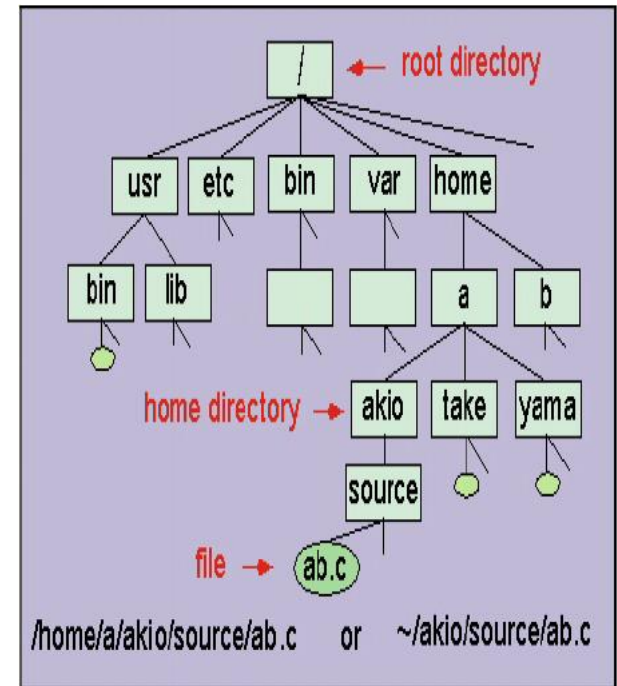 /
root directory
usr etc bin var home
bin lib a b
home directory akio take yama
source
file ab.c
/home/a/akio/source/ab.c or ~/akio/source/ab.c